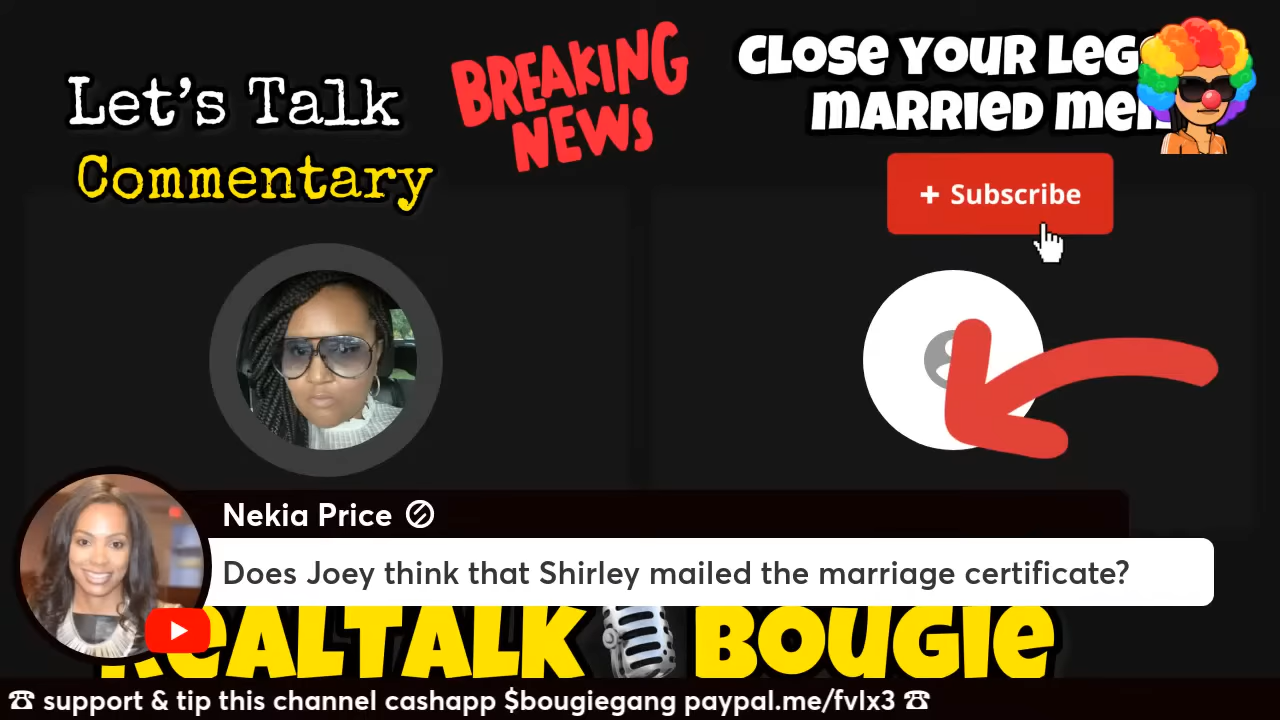 Let's Talk
Commentary
BREAKING
NEWS
CLOSE YOUR LEG
MARRIED MEN
+ Subscribe
Nekia Price
Does Joey think that Shirley mailed the marriage certificate?
REALTALK BOUGIE
☎ support & tip this channel cashapp $bougiegang paypal.me/fvlx3 ☎